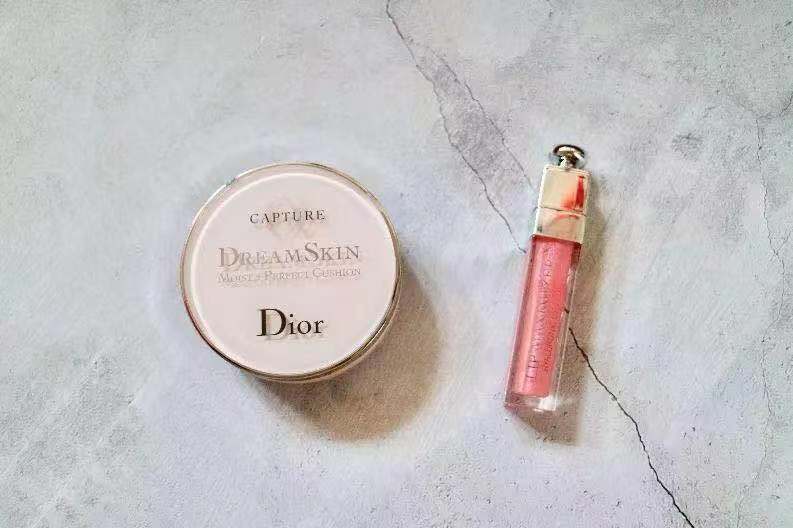 CAPTURE
DREAMSKIN
MOIST & PERFECT CUSHION
Dior
LIP MAXIMIZER